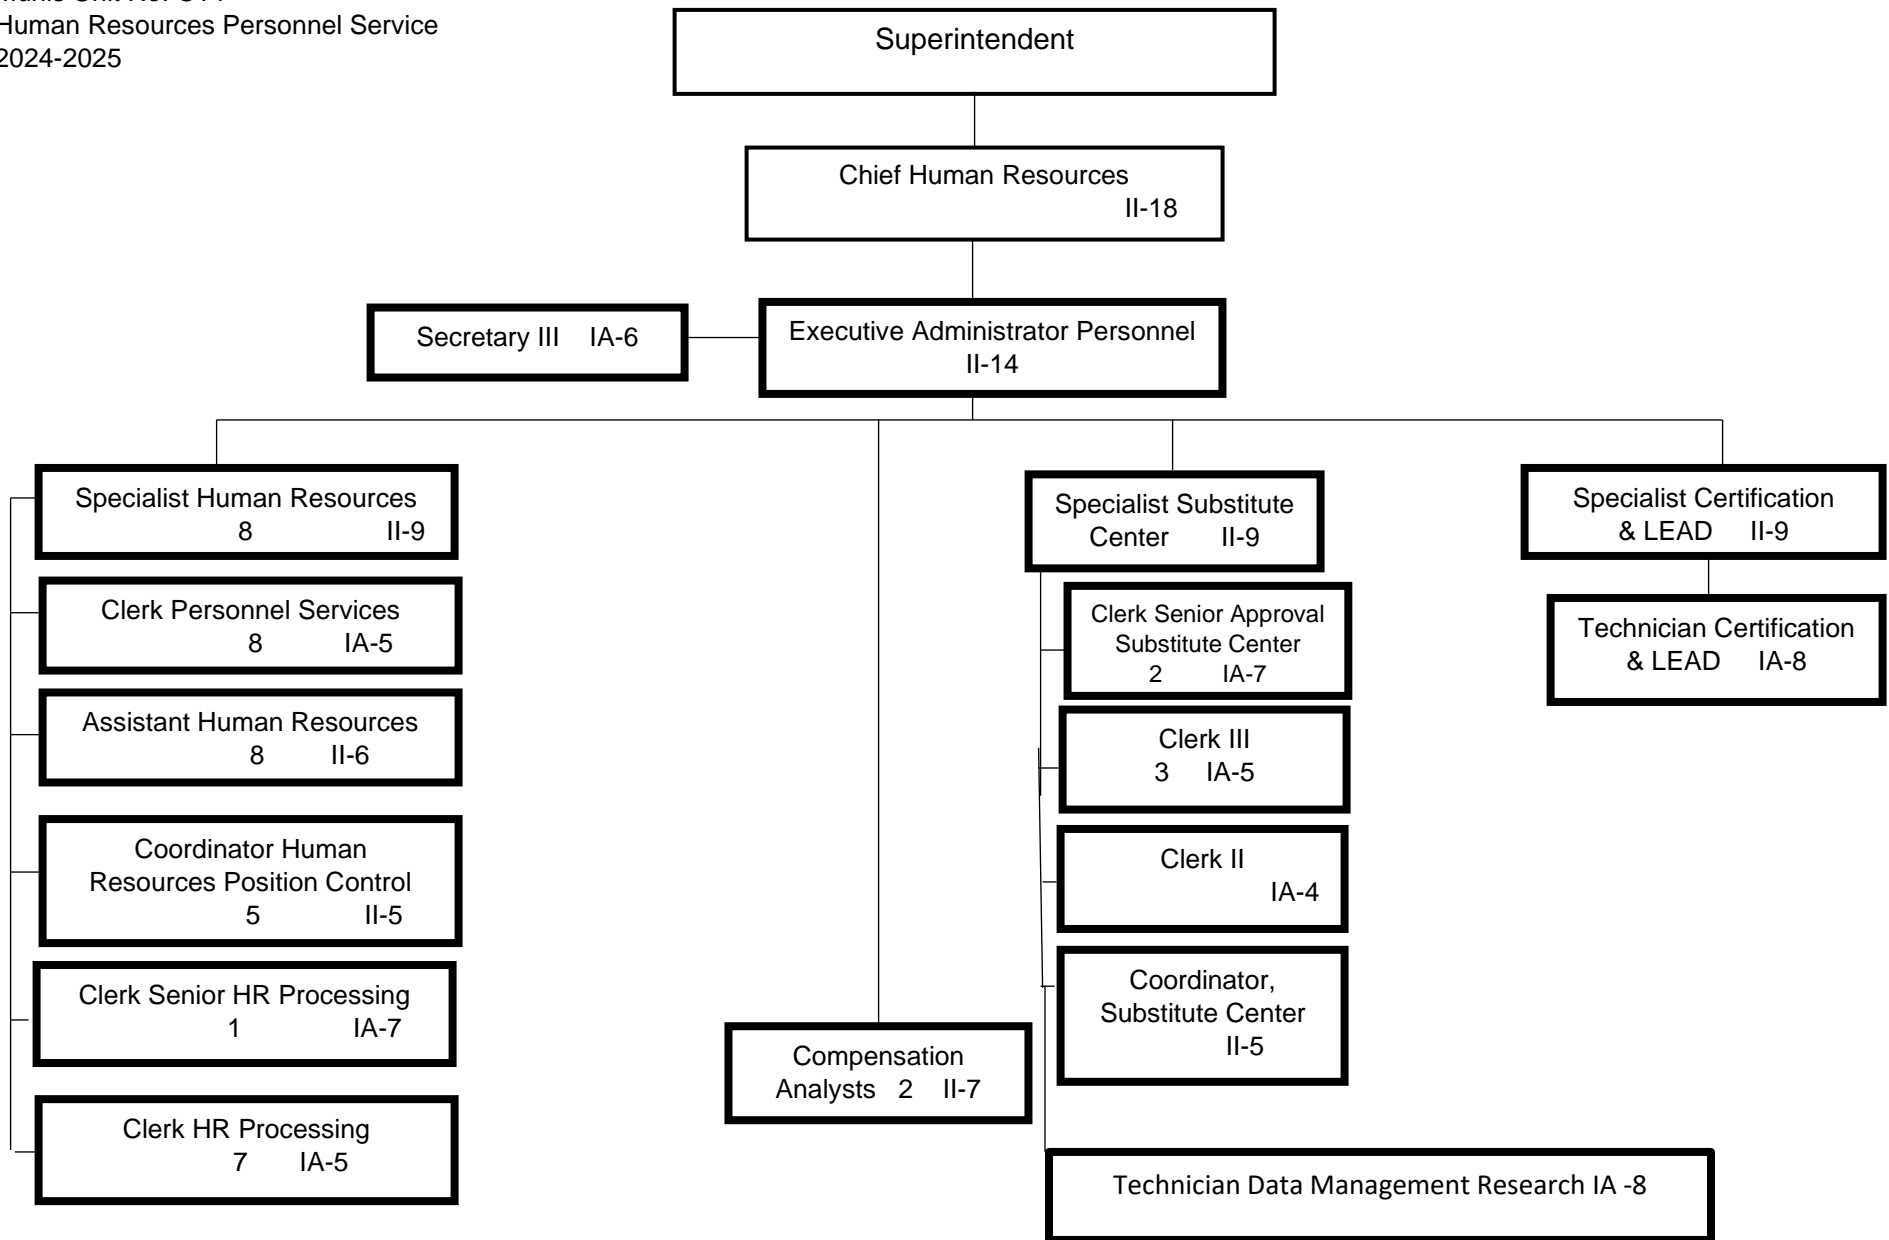 Human Resources Personnel Service
2024-2025
Superintendent
Chief Human Resources
II-18
Secretary III IA-6
Executive Administrator Personnel
II-14
Specialist Human Resources
8 II-9
Clerk Personnel Services
8 IA-5
Assistant Human Resources
8 II-6
Coordinator Human
Resources Position Control
5 II-5
Clerk Senior HR Processing
1 IA-7
Clerk HR Processing
7 IA-5
Compensation
Analysts 2 II-7
Specialist Substitute
Center II-9
Clerk Senior Approval
Substitute Center
2 IA-7
Clerk III
3 IA-5
Clerk II
IA-4
Coordinator,
Substitute Center
II-5
Technician Data Management Research IA -8
Specialist Certification
& LEAD II-9
Technician Certification
& LEAD IA-8